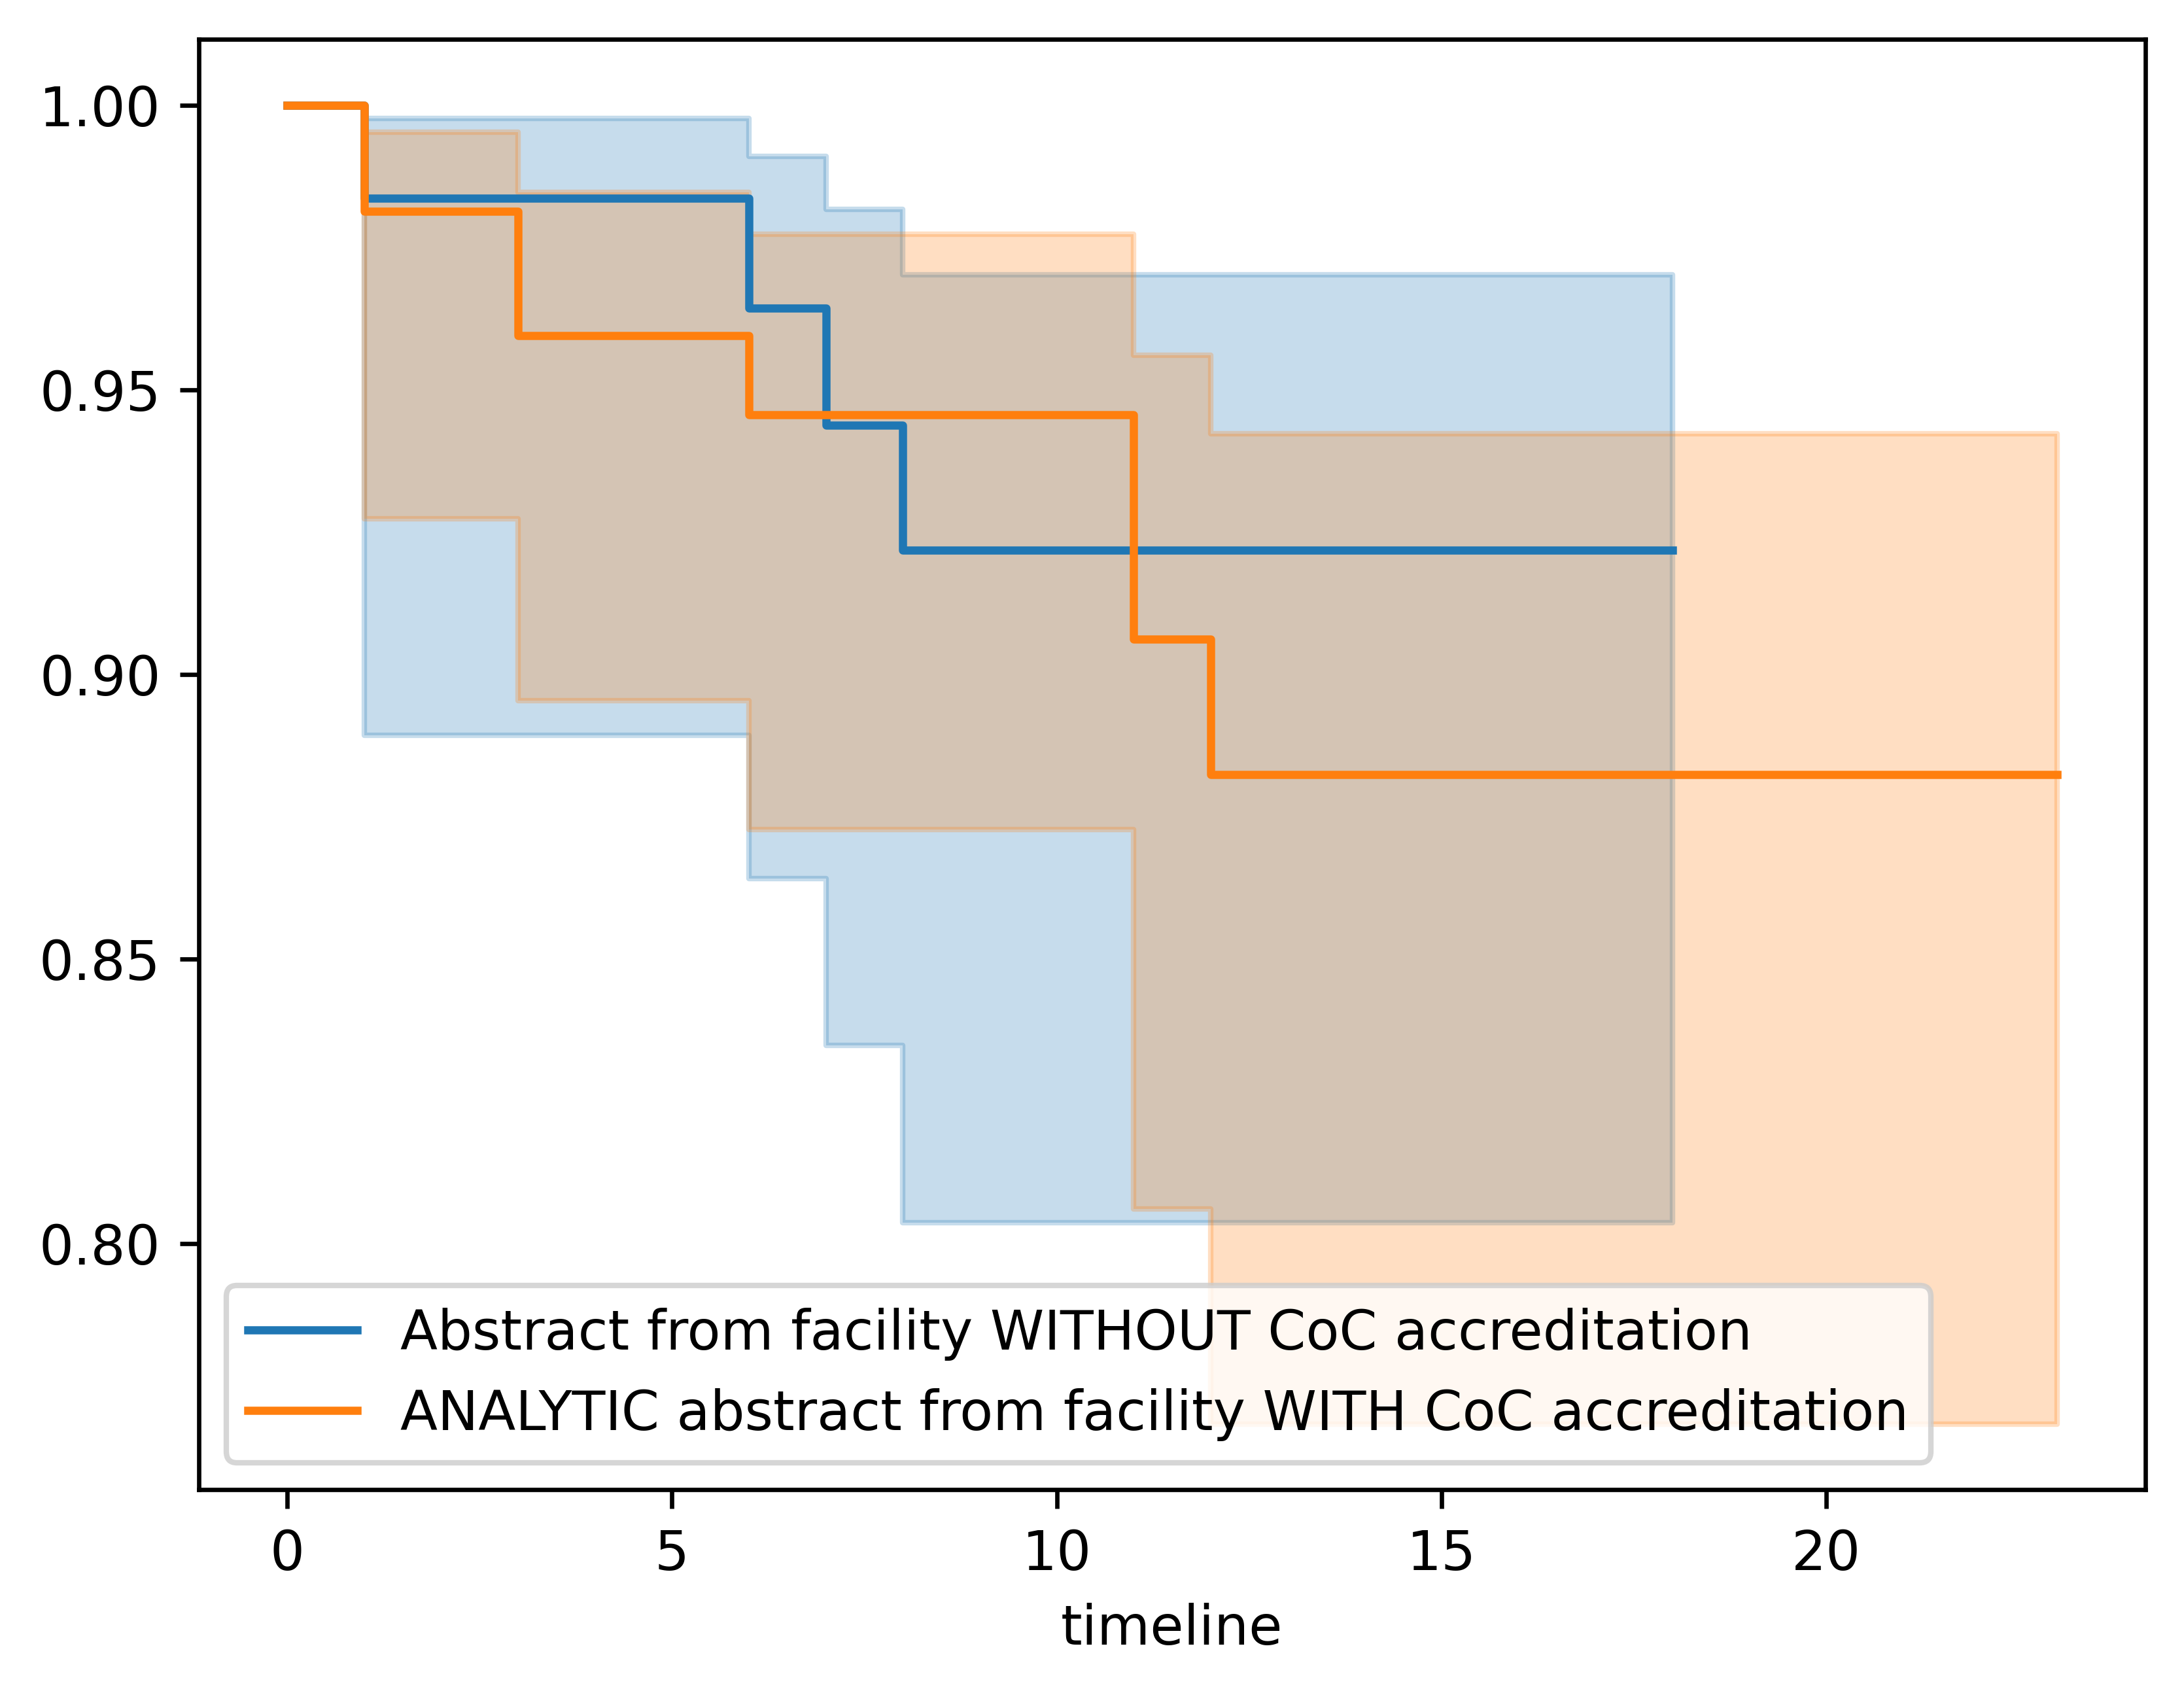 1.00
0.95
0.90
0.85
0.80
Abstract from facility WITHOUT CoC accreditation
ANALYTIC abstract from facility WITH CoC accreditation
0 5 10 15 20
timeline